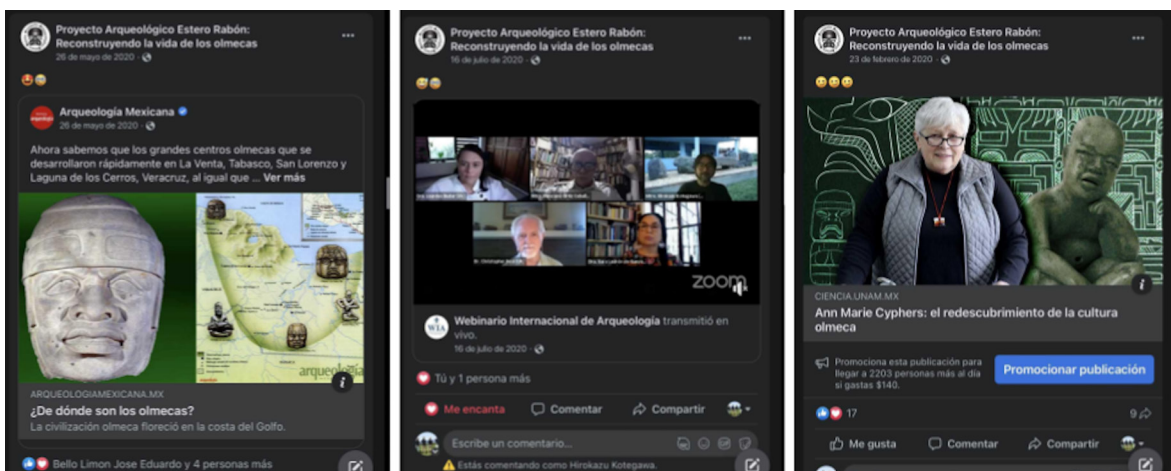 Proyecto Arqueológico Estero Rabón:
Reconstruyendo la vida de los olmecas
26 de mayo de 2020 ·
Arqueología Mexicana
26 de mayo de 2020 ·
Ahora sabemos que los grandes centros olmecas que se
desarrollaron rápidamente en La Venta, Tabasco, San Lorenzo y
Laguna de los Cerros, Veracruz, al igual que ... Ver más
arqueología
ARQUEOLOGIAMEXICANA.MX
¿De dónde son los olmecas?
La civilización olmeca floreció en la costa del Golfo.
Bello Limon Jose Eduardo y 4 personas más
Proyecto Arqueológico Estero Rabón:
Reconstruyendo la vida de los olmecas
16 de julio de 2020 ·
zoom
WIA
Webinario Internacional de Arqueología transmitió en
vivo.
16 de julio de 2020 ·
Tú y 1 persona más
Me encanta Comentar Compartir
Escribe un comentario...
Estás comentando como Hirokazu Kotegawa.
Proyecto Arqueológico Estero Rabón:
Reconstruyendo la vida de los olmecas
23 de febrero de 2020 ·
CIENCIA.UNAM.MX
Ann Marie Cyphers: el redescubrimiento de la cultura
olmeca
Promociona esta publicación para
llegar a 2203 personas más al día
si gastas $140.
Promocionar publicación
17
9
Me gusta Comentar Compartir